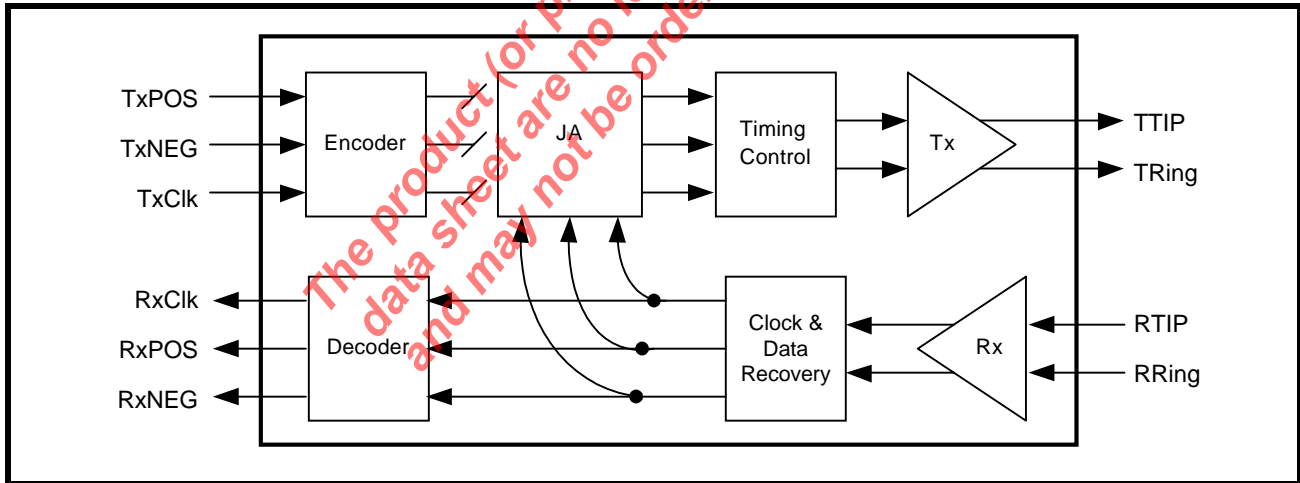 TxPOS
TxNEG
TxClk
Encoder
JA
Timing
Control
Tx
TTIP
TRing
RxClk
RxPOS
RxNEG
Decoder
Clock &
Data
Recovery
Rx
RTIP
RRing
The product (or
data sheet are no
and may not be